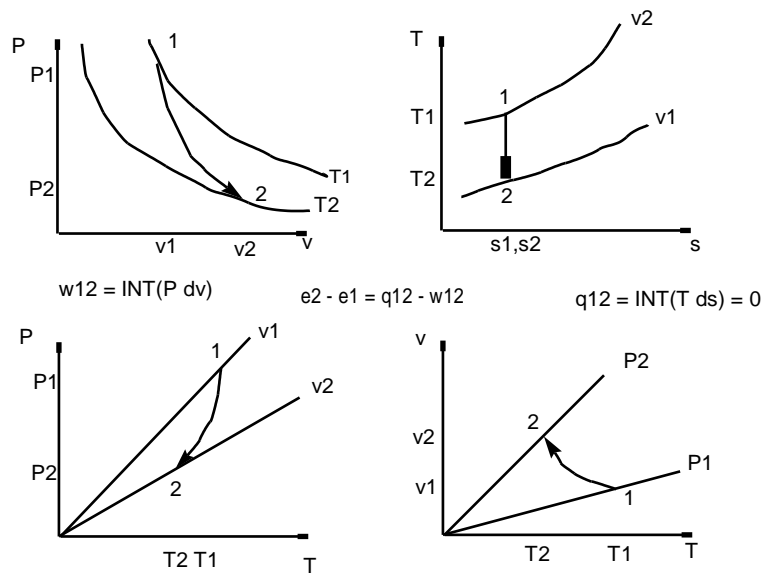 P
P1
P2
1
2
T1
T2
v1
v2
v
T
T1
T2
1
2
v2
v1
s1,s2
s
w12 = INT(P dv)
e2 - e1 = q12 - w12
q12 = INT(T ds) = 0
P
P1
P2
1
v1
v2
2
T2 T1
T
v
v2
v1
2
P2
P1
1
T2
T1
T